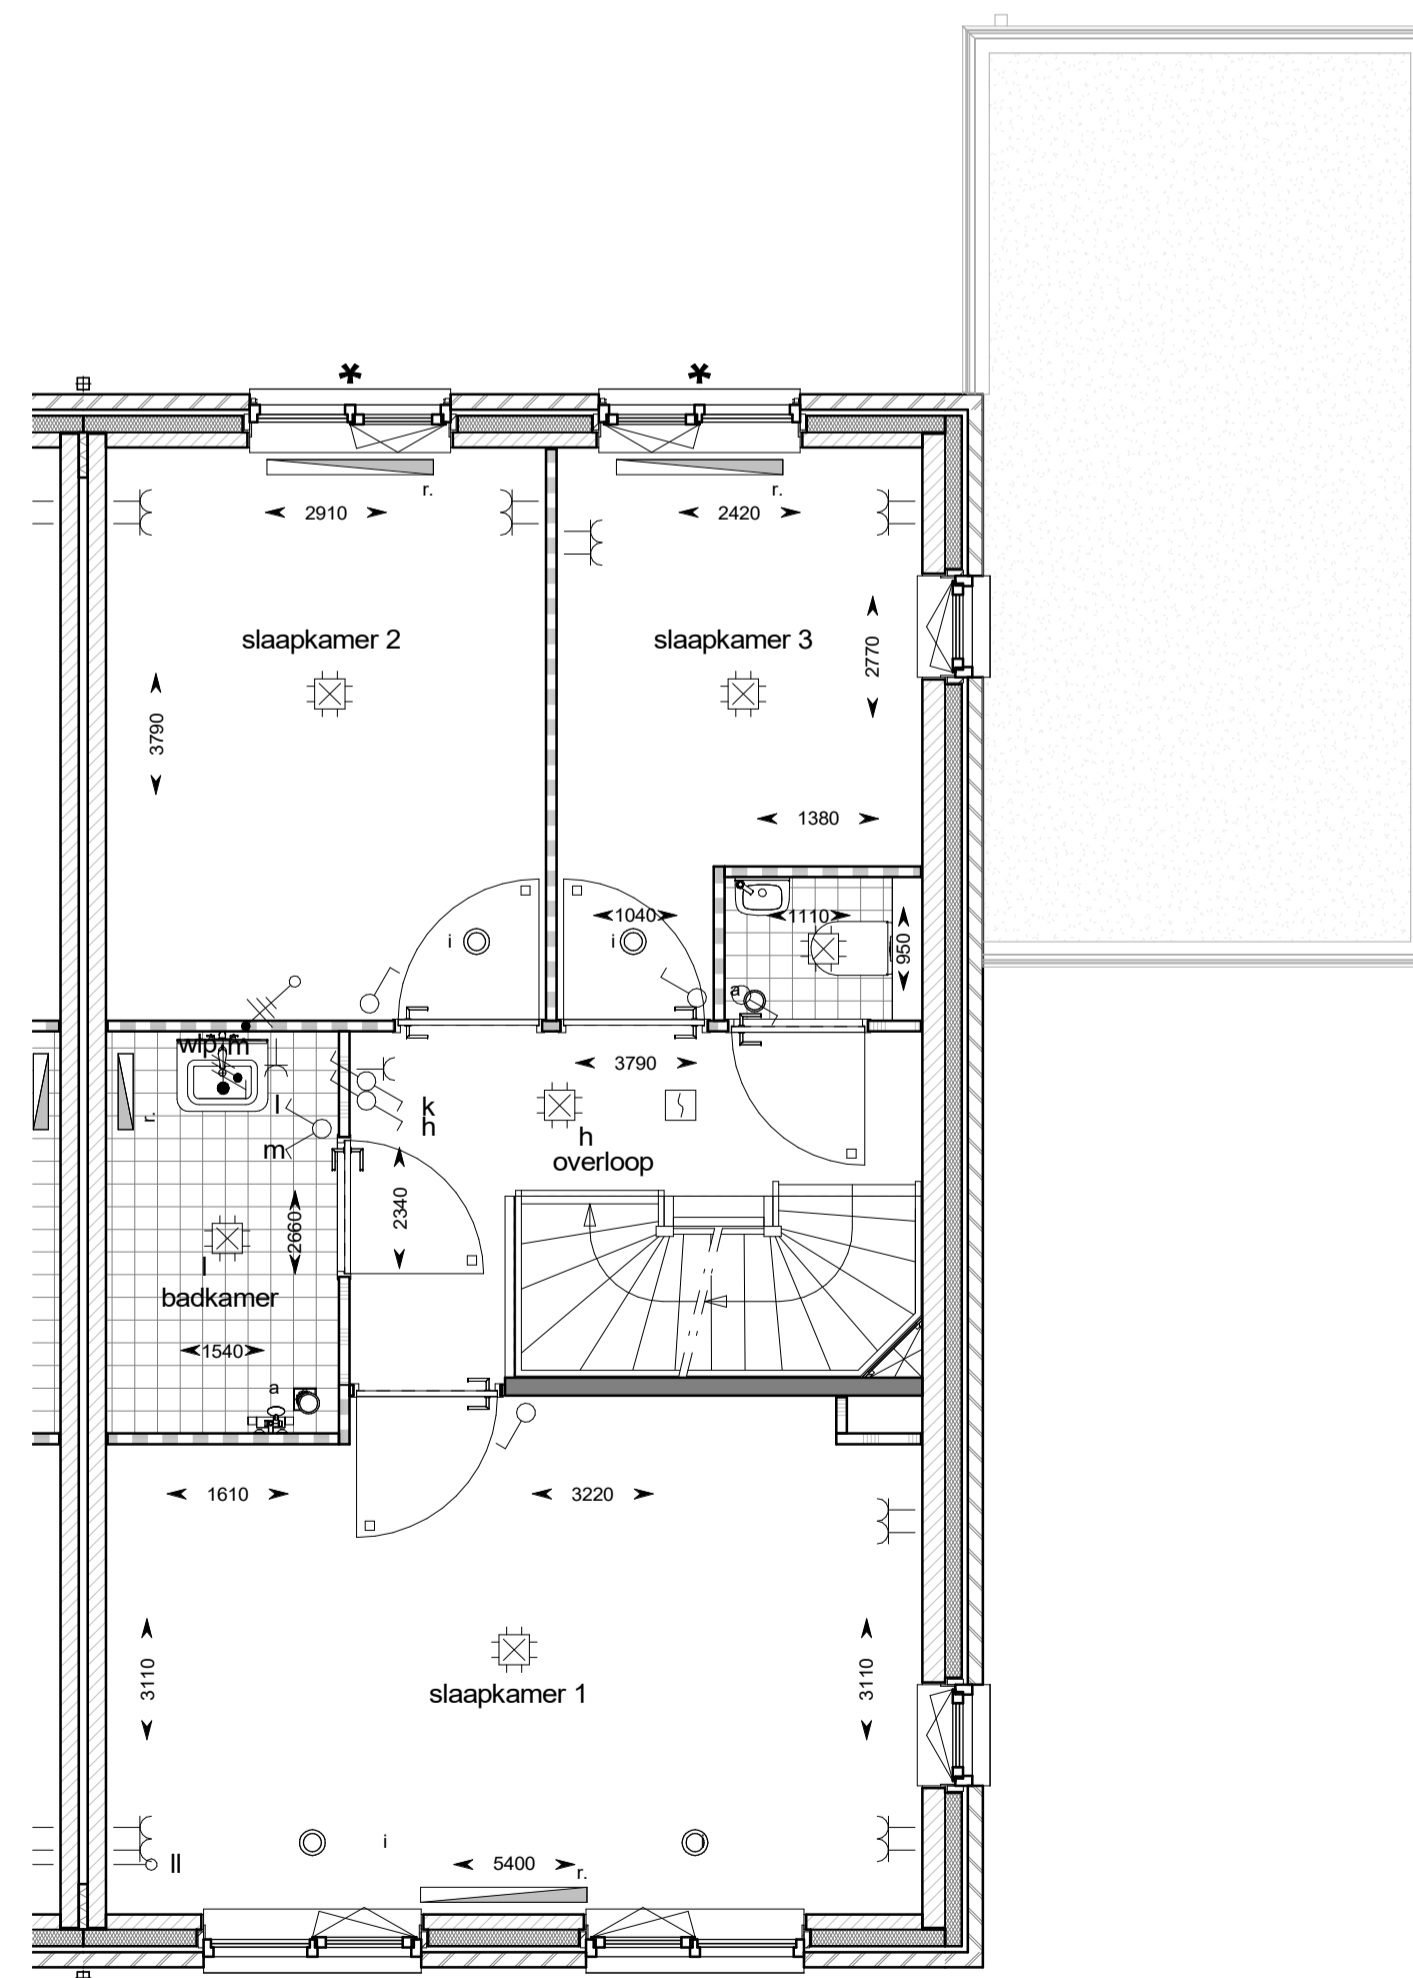 *
*
r.
r.
2910
2420
slaapkamer 2
slaapkamer 3
2770
3790
1380
1040
1110
950
i
i
a
wlp m
3790
k
h
r.
l
m
h
overloop
2340
2660
l
badkamer
1540
a
1610
3220
3110
3110
slaapkamer 1
i
i
5400
r.
ll